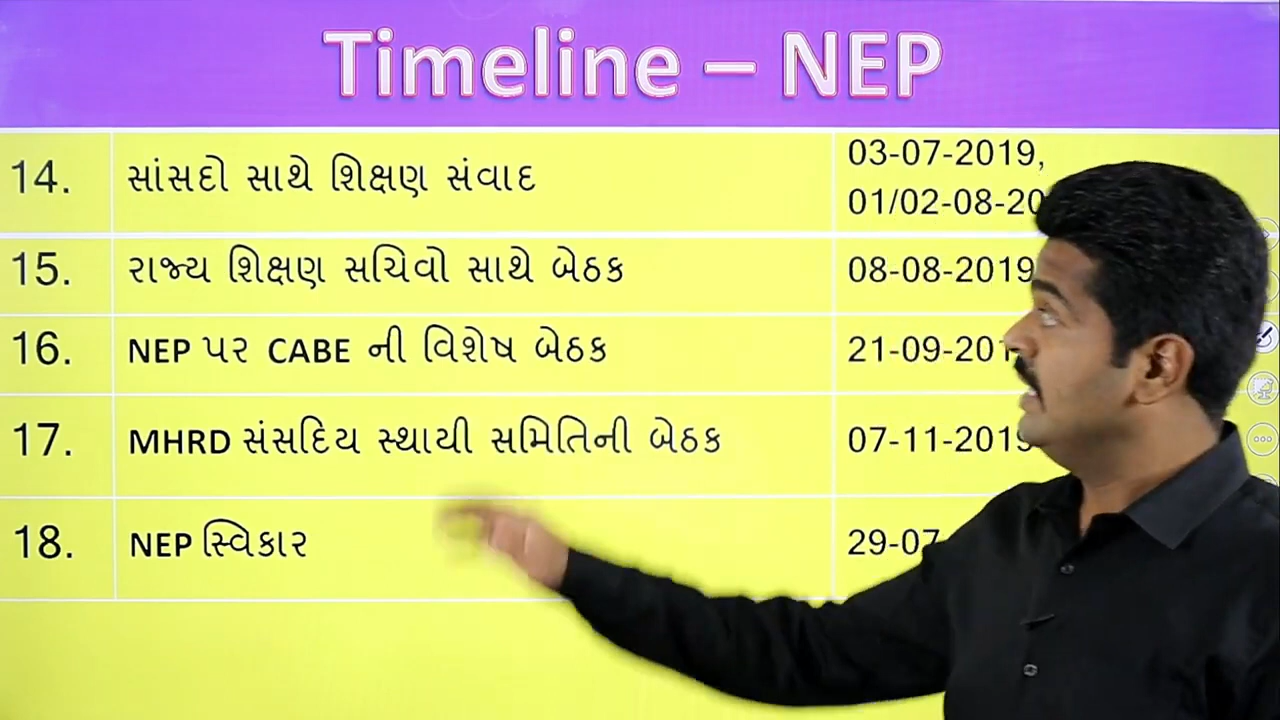 Timeline – NEP
14. સાંસદો સાથે શિક્ષણ સંવાદ 03-07-2019,
01/02-08-20
15. રાજ્ય શિક્ષણ સચિવો સાથે બેઠક 08-08-2019
16. NEP પર CABE ની વિશેષ બેઠક 21-09-201
17. MHRD સંસદિય સ્થાયી સમિતિની બેઠક 07-11-2019
18. NEP સ્વિકાર 29-07